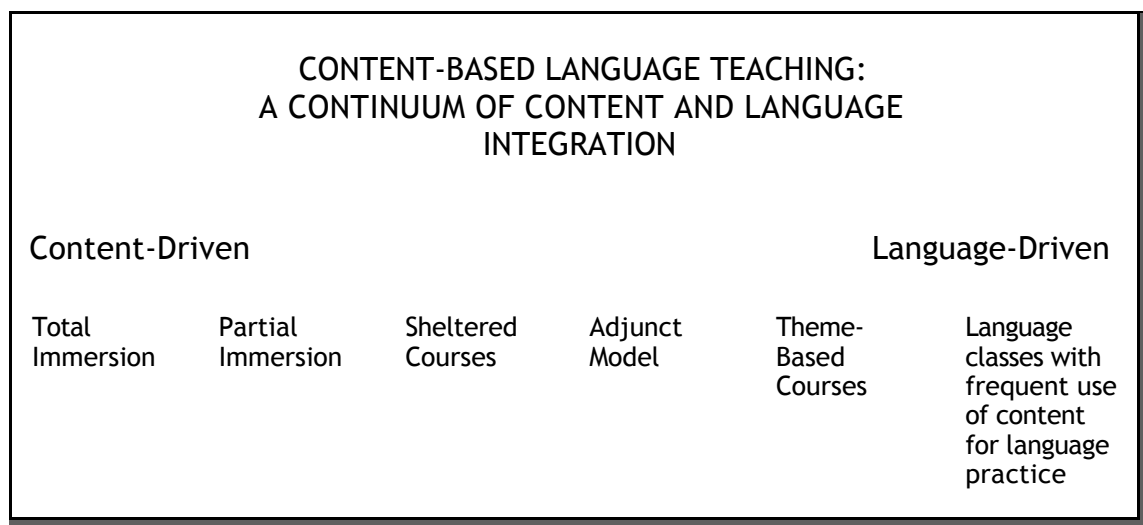 CONTENT-BASED LANGUAGE TEACHING:
A CONTINUUM OF CONTENT AND LANGUAGE
INTEGRATION
Content-Driven
Language-Driven
Total
Immersion
Partial
Immersion
Sheltered
Courses
Adjunct
Model
Theme-
Based
Courses
Language
classes with
frequent use
of content
for language
practice